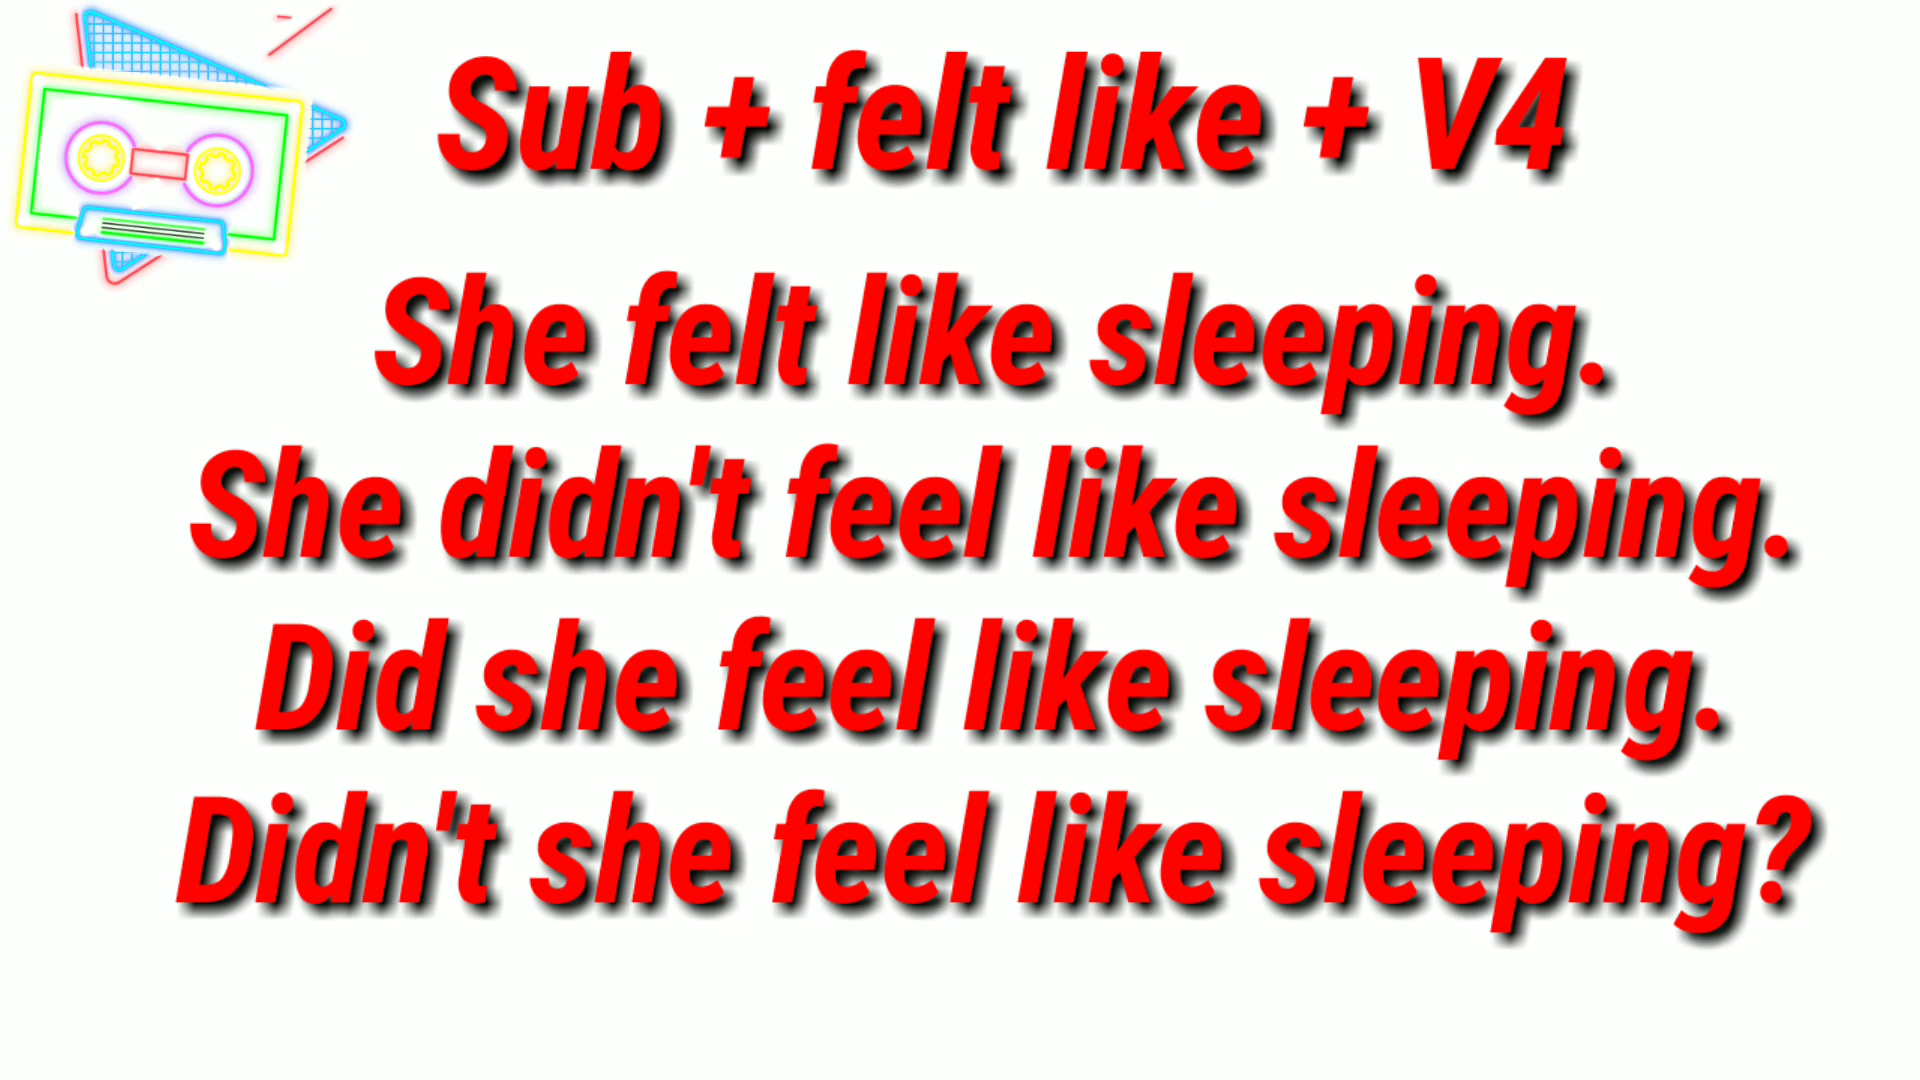 Sub + felt like + V4
She felt like sleeping.
She didn't feel like sleeping.
Did she feel like sleeping.
Didn't she feel like sleeping?